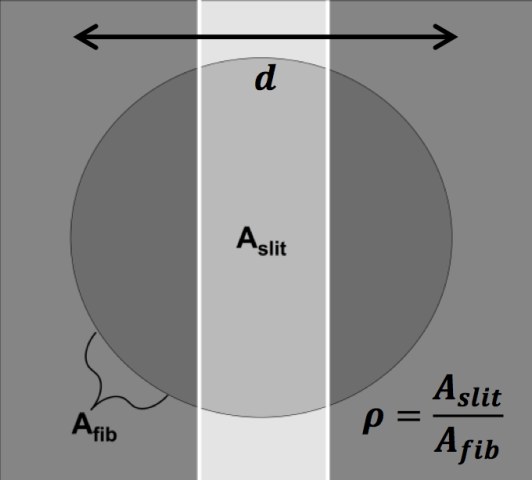 d
A_slit
A_fib
ρ = A_slit / A_fib